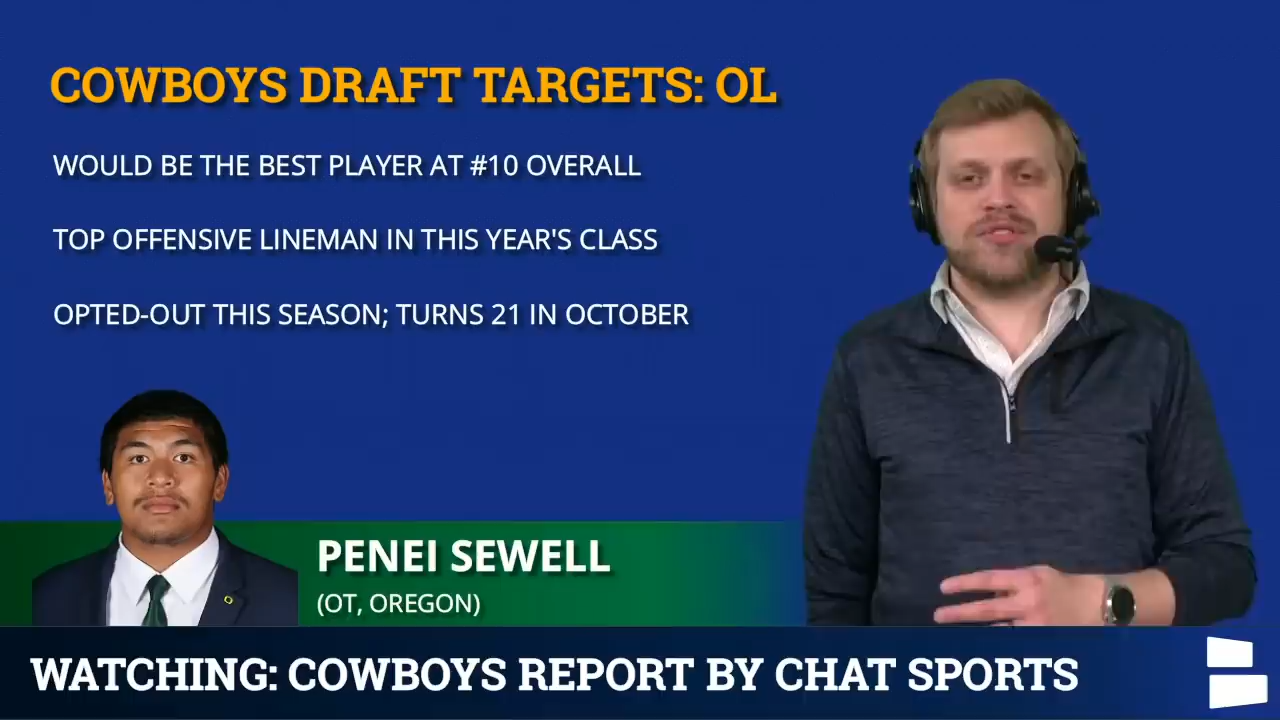 COWBOYS DRAFT TARGETS: OL
WOULD BE THE BEST PLAYER AT #10 OVERALL
TOP OFFENSIVE LINEMAN IN THIS YEAR'S CLASS
OPTED-OUT THIS SEASON; TURNS 21 IN OCTOBER
PENEI SEWELL
(OT, OREGON)
WATCHING: COWBOYS REPORT BY CHAT SPORTS